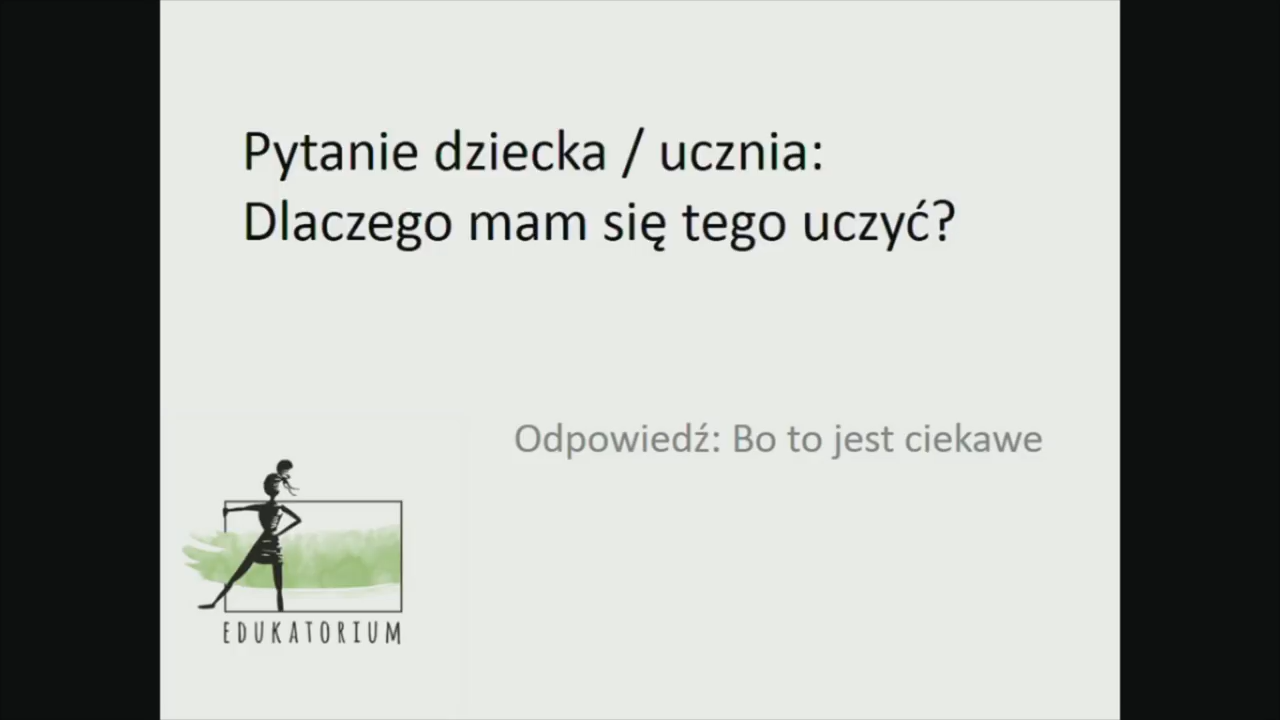 Pytanie dziecka / ucznia:
Dlaczego mam się tego uczyć?
Odpowiedź: Bo to jest ciekawe
EDUKATORIUM